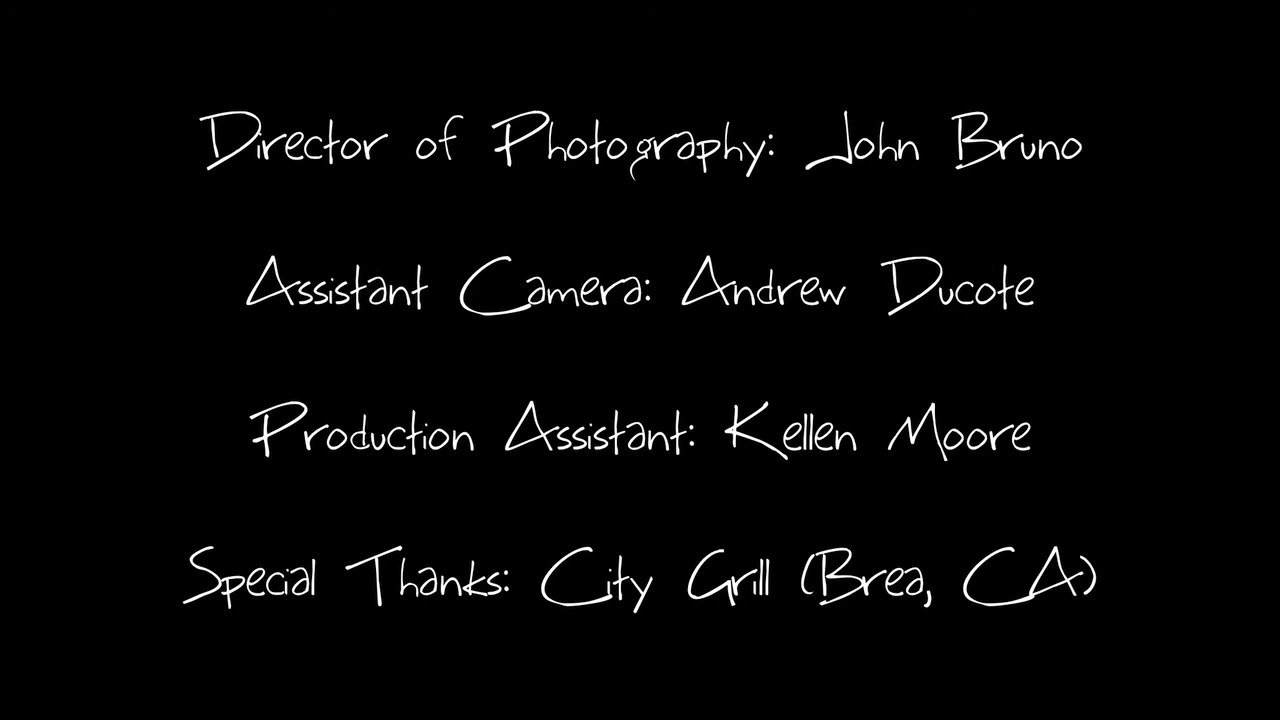 Director of Photography: John Bruno
Assistant Camera: Andrew Ducote
Production Assistant: Kellen Moore
Special Thanks: City Grill (Brea, CA)